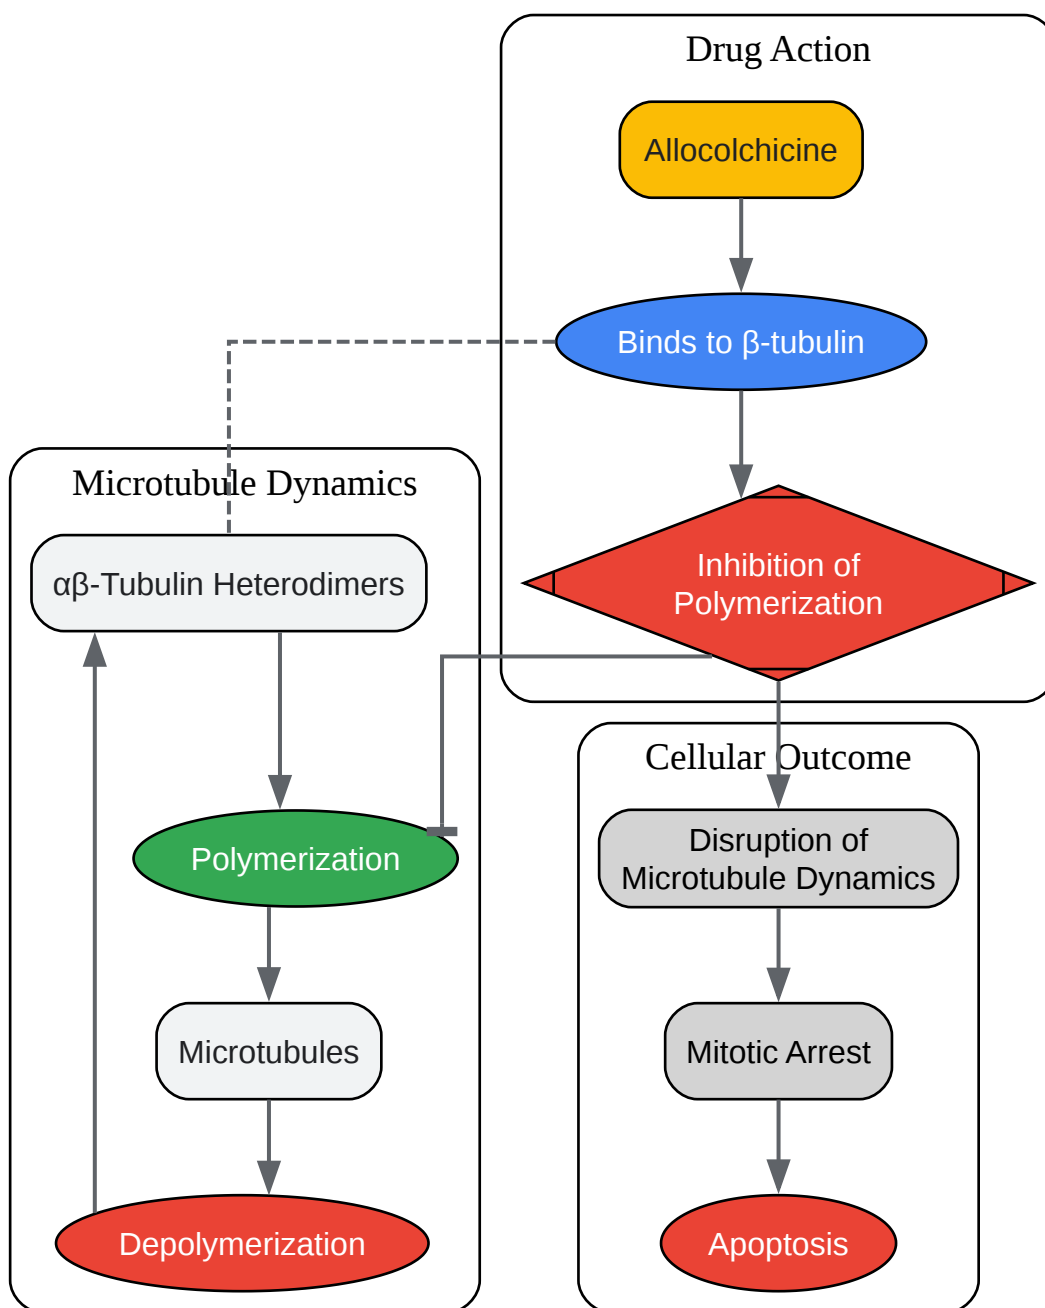 Drug Action
Allocolchicine
Binds to β-tubulin
Inhibition of
Polymerization
Microtubule Dynamics
αβ-Tubulin Heterodimers
Polymerization
Microtubules
Depolymerization
Cellular Outcome
Disruption of
Microtubule Dynamics
Mitotic Arrest
Apoptosis